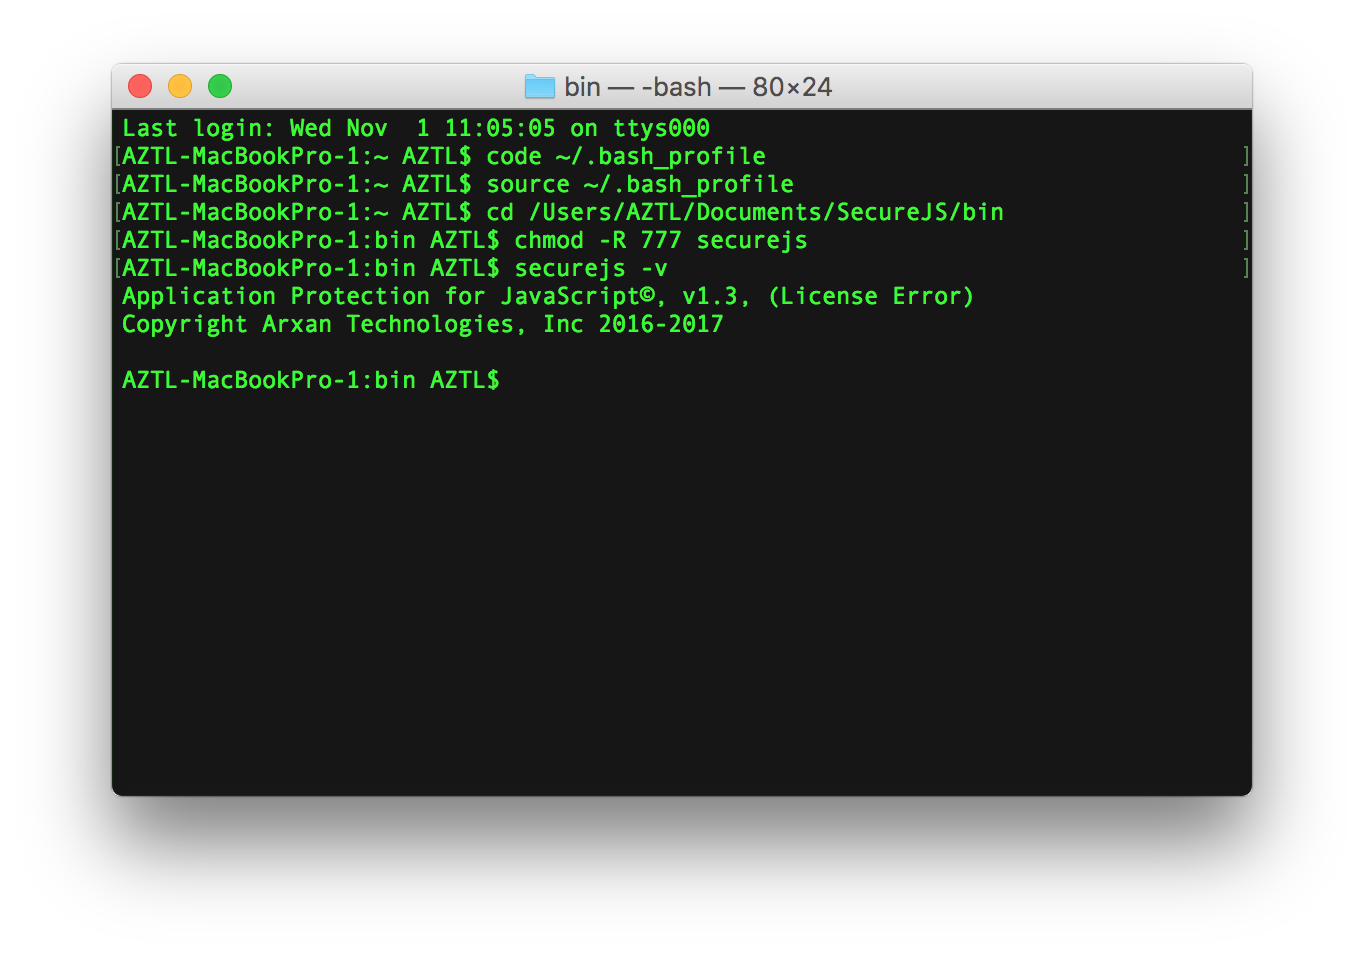 bin — -bash — 80×24
Last login: Wed Nov  1 11:05:05 on ttys000
[AZTL-MacBookPro-1:~ AZTL$ code ~/.bash_profile ]
[AZTL-MacBookPro-1:~ AZTL$ source ~/.bash_profile ]
[AZTL-MacBookPro-1:~ AZTL$ cd /Users/AZTL/Documents/SecureJS/bin ]
[AZTL-MacBookPro-1:bin AZTL$ chmod -R 777 securejs ]
[AZTL-MacBookPro-1:bin AZTL$ securejs -v ]
Application Protection for JavaScript©, v1.3, (License Error)
Copyright Arxan Technologies, Inc 2016-2017
AZTL-MacBookPro-1:bin AZTL$